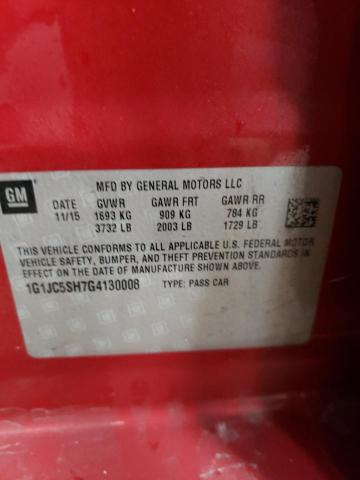 GM
MFD BY GENERAL MOTORS LLC
11/15 GVWR GAWR FRT GAWR RR
1693 KG 909 KG 784 KG
3732 LB 2003 LB 1729 LB
THIS VEHICLE CONFORMS TO ALL APPLICABLE U.S. FEDERAL MOTOR
VEHICLE SAFETY, BUMPER, AND THEFT PREVENTION STANDARDS IN
EFFECT ON THE DATE OF MANUFACTURE SHOWN ABOVE.
1G1JC5SH7G4130008 TYPE: PASS CAR